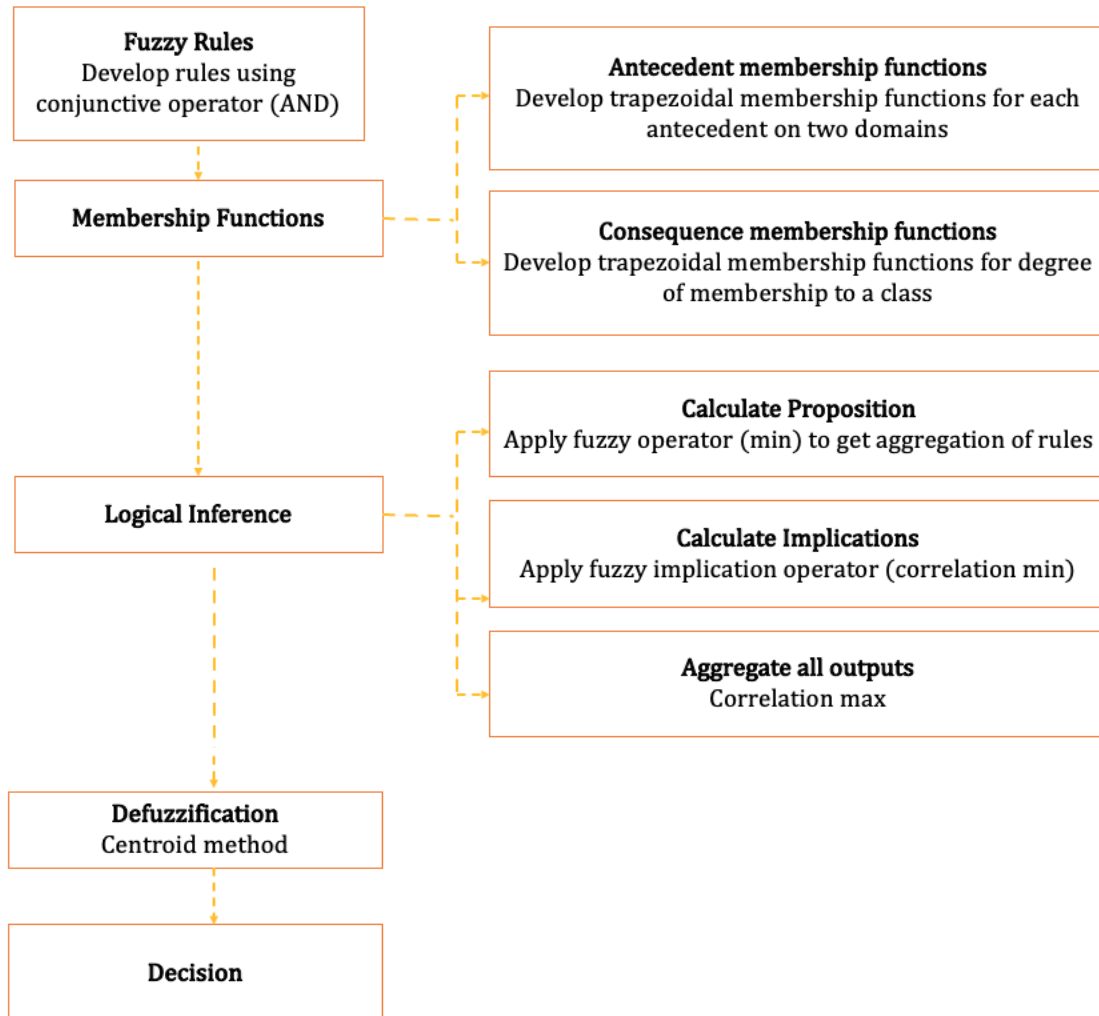 Fuzzy Rules
Develop rules using
conjunctive operator (AND)
Membership Functions
Antecedent membership functions
Develop trapezoidal membership functions for each
antecedent on two domains
Consequence membership functions
Develop trapezoidal membership functions for degree
of membership to a class
Logical Inference
Calculate Proposition
Apply fuzzy operator (min) to get aggregation of rules
Calculate Implications
Apply fuzzy implication operator (correlation min)
Aggregate all outputs
Correlation max
Defuzzification
Centroid method
Decision